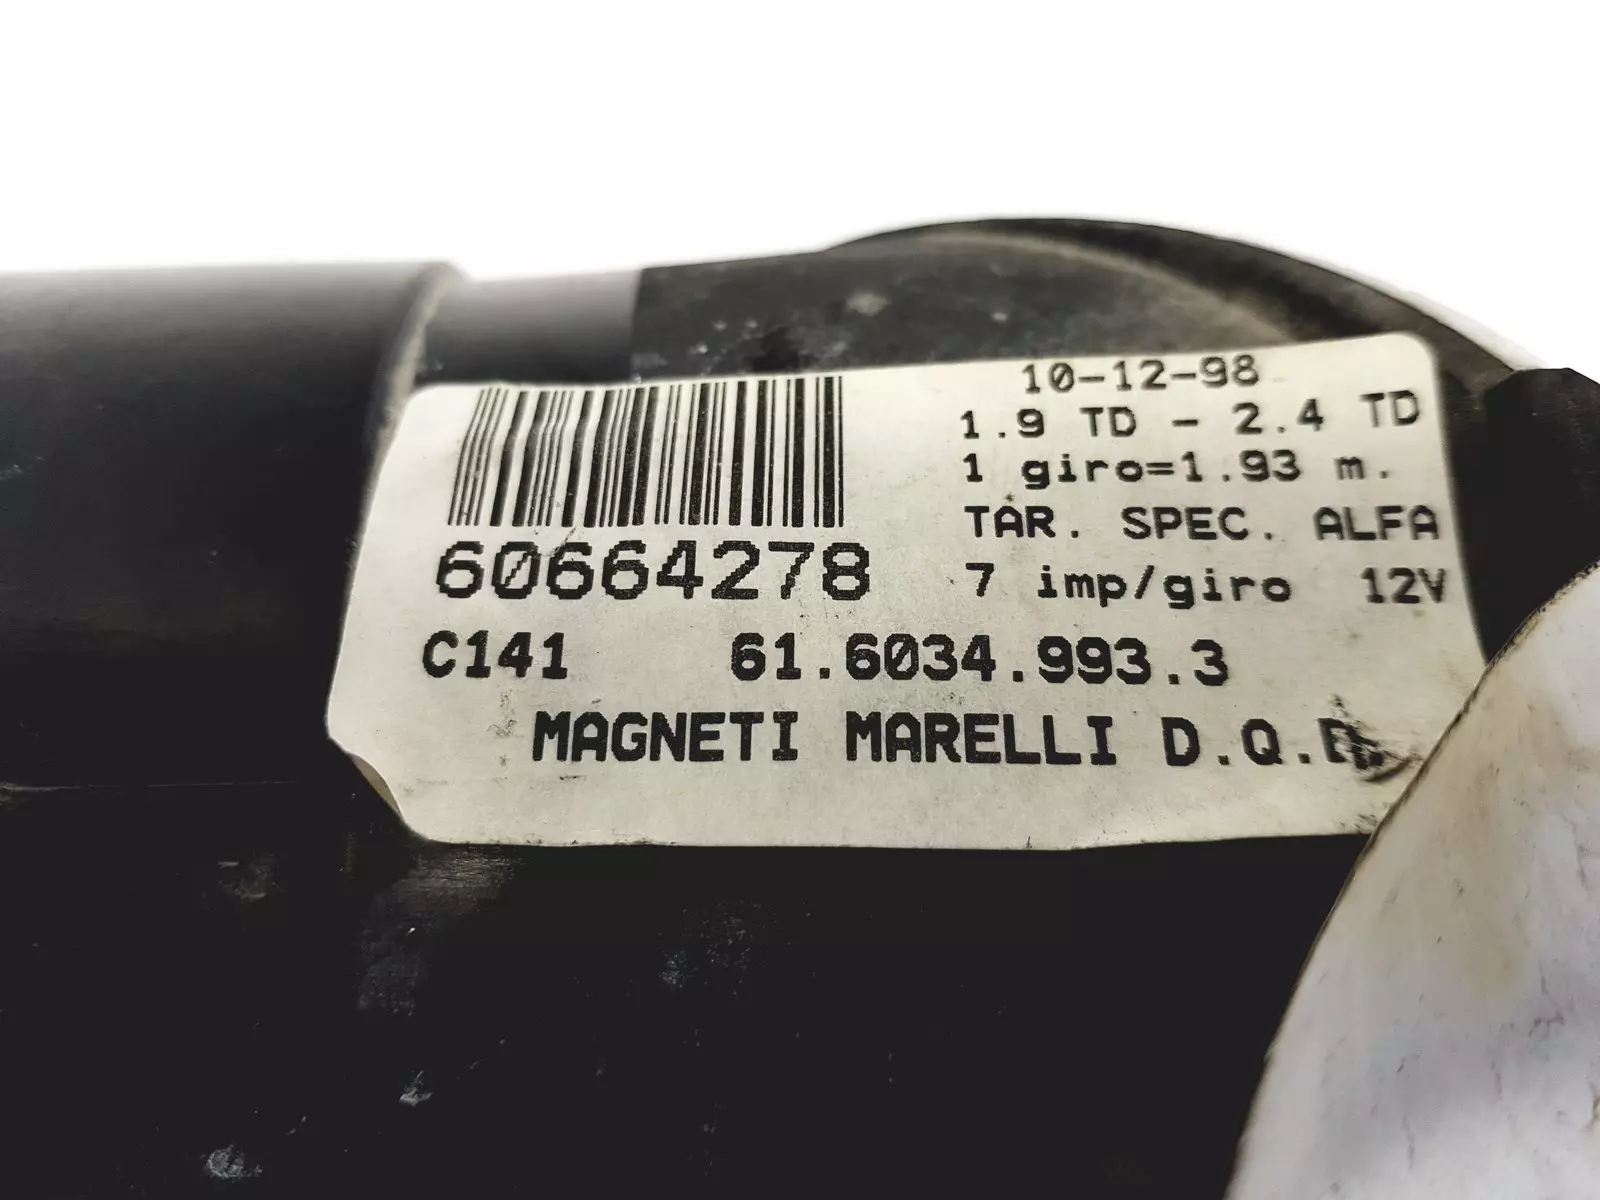 10-12-98
1.9 TD - 2.4 TD
1 giro=1.93 m.
TAR. SPEC. ALFA
7 imp/giro 12V
60664278
C141 61.6034.993.3
MAGNETI MARELLI